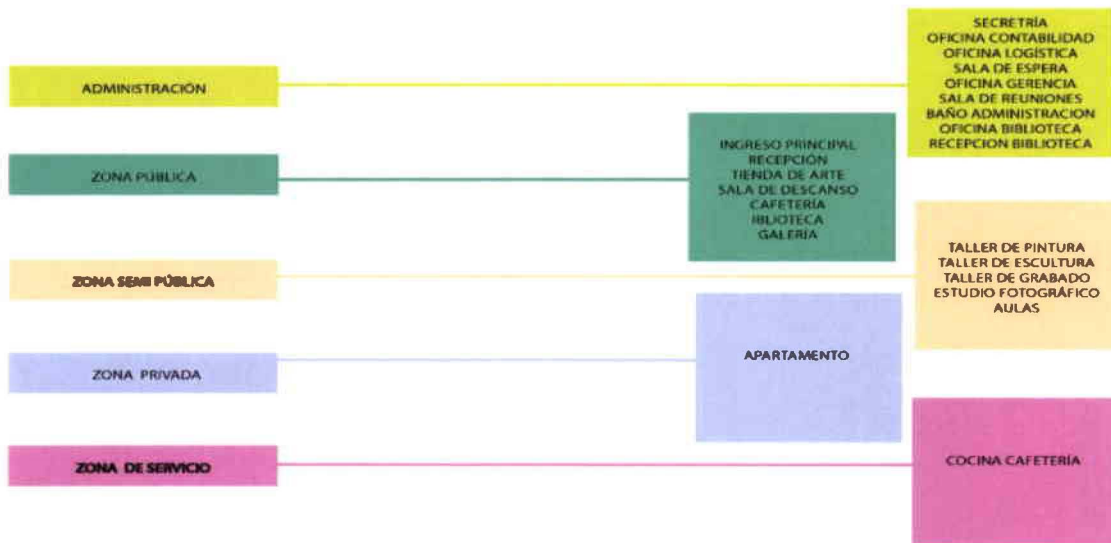 ADMINISTRACIÓN
SECRETRÍA
OFICINA CONTABILIDAD
OFICINA LOGÍSTICA
SALA DE ESPERA
OFICINA GERENCIA
SALA DE REUNIONES
BAÑO ADMINISTRACION
OFICINA BIBLIOTECA
RECEPCION BIBLIOTECA
ZONA PÚBLICA
INGRESO PRINCIPAL
RECEPCIÓN
TIENDA DE ARTE
SALA DE DESCANSO
CAFETERÍA
IBLIOTECA
GALERÍA
ZONA SEMI PÚBLICA
TALLER DE PINTURA
TALLER DE ESCULTURA
TALLER DE GRABADO
ESTUDIO FOTOGRÁFICO
AULAS
ZONA PRIVADA
APARTAMENTO
ZONA DE SERVICIO
COCINA CAFETERÍA